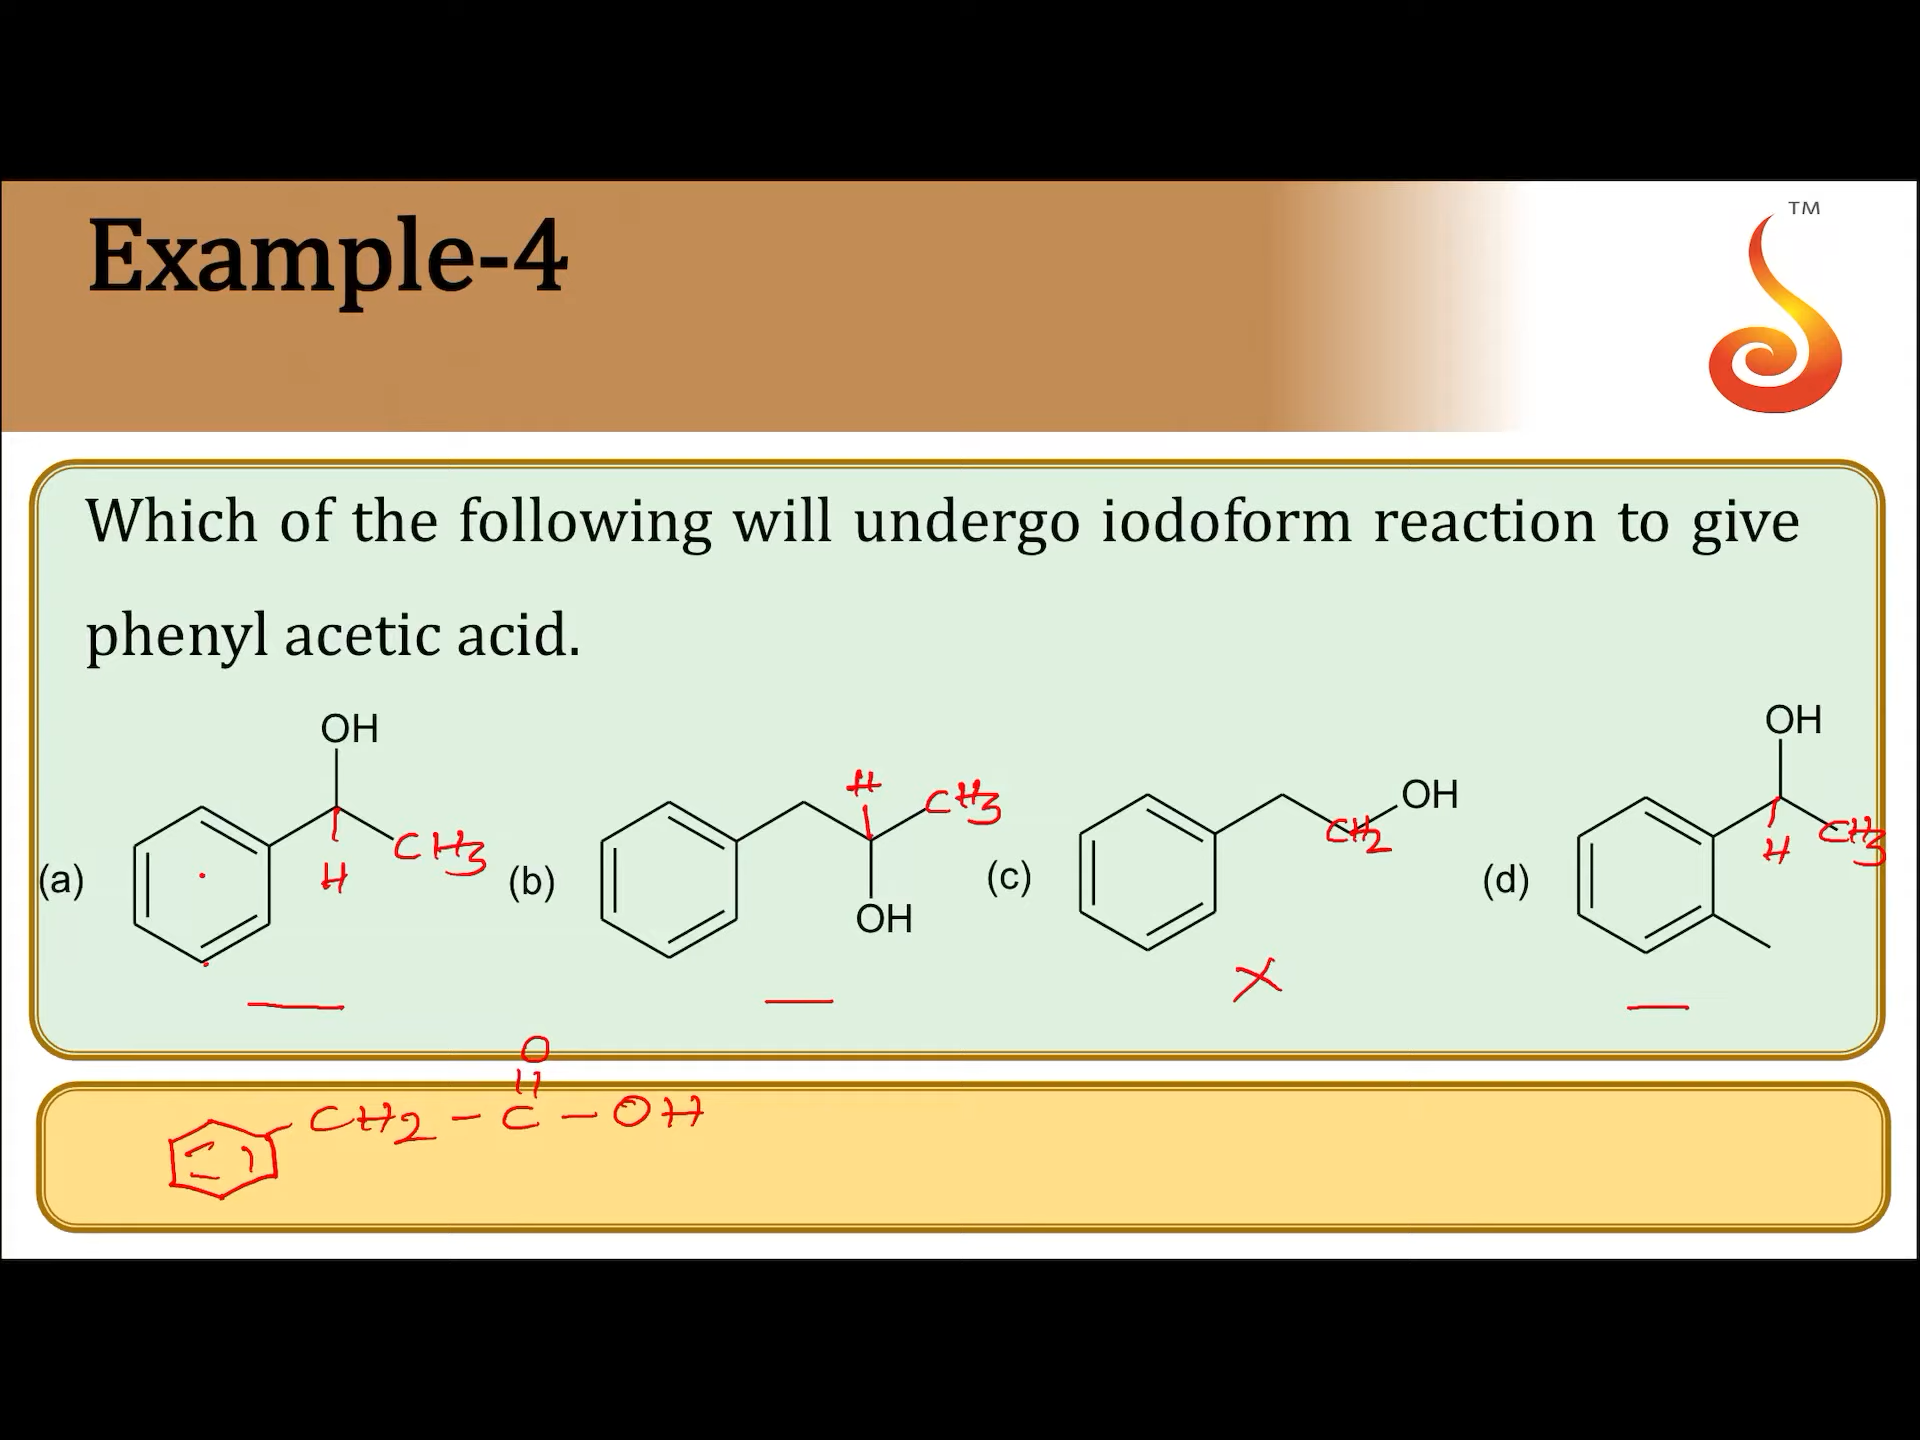 Example-4
TM
Which of the following will undergo iodoform reaction to give
phenyl acetic acid.
(a) OH H CH3
(b) H CH3 OH
(c) CH2 OH
(d) OH H CH3
X
O
CH2 - C - OH